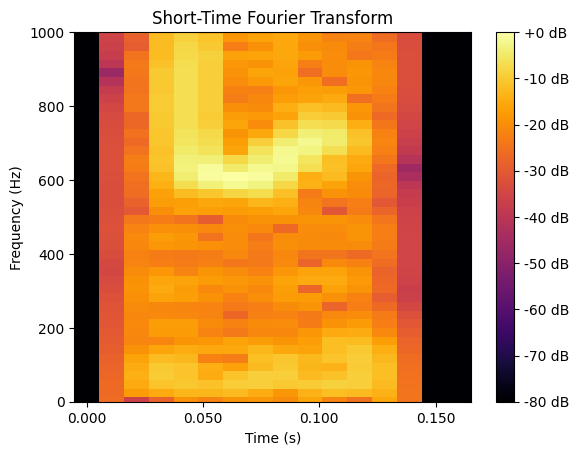 Short-Time Fourier Transform
1000
800
600
400
200
0
Frequency (Hz)
0.000
0.050
0.100
0.150
Time (s)
+0 dB
-10 dB
-20 dB
-30 dB
-40 dB
-50 dB
-60 dB
-70 dB
-80 dB